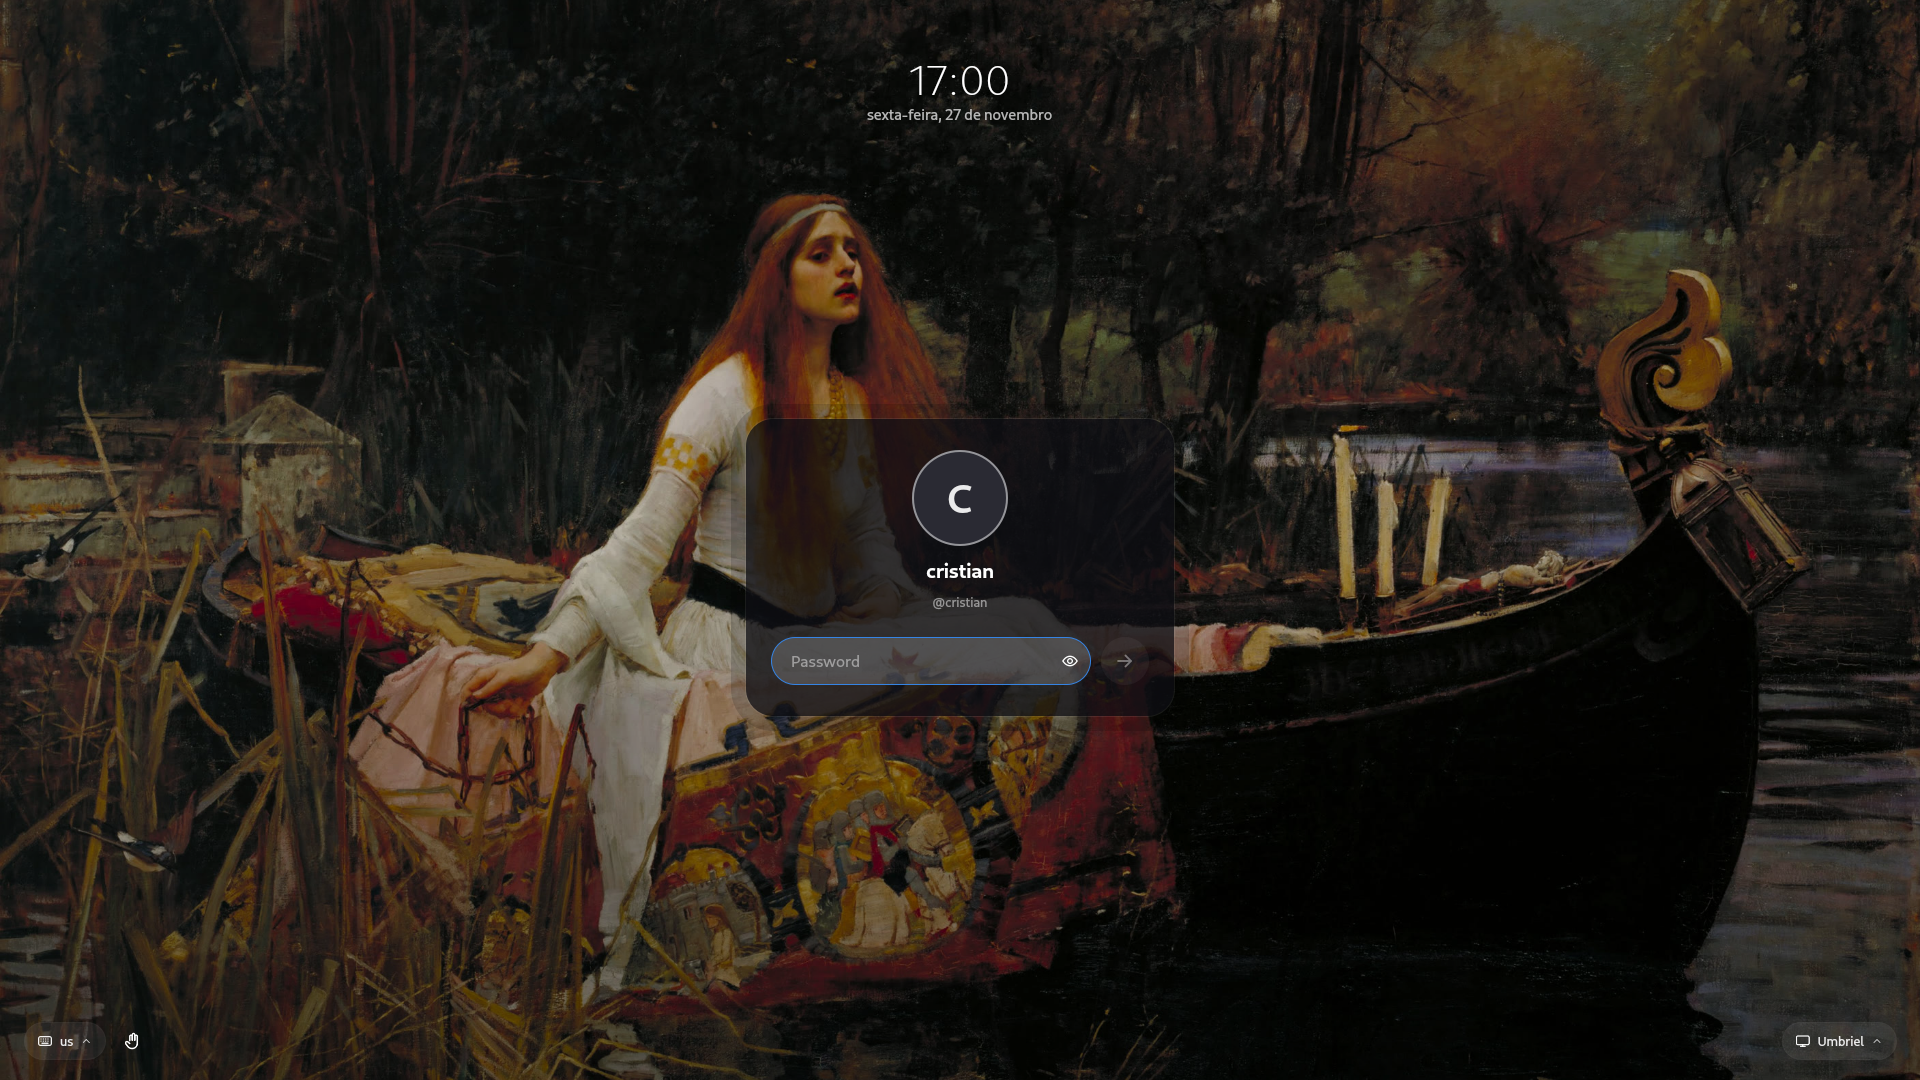 17:00
sexta-feira, 27 de novembro
C
cristian
@cristian
Password
us
Umbriel